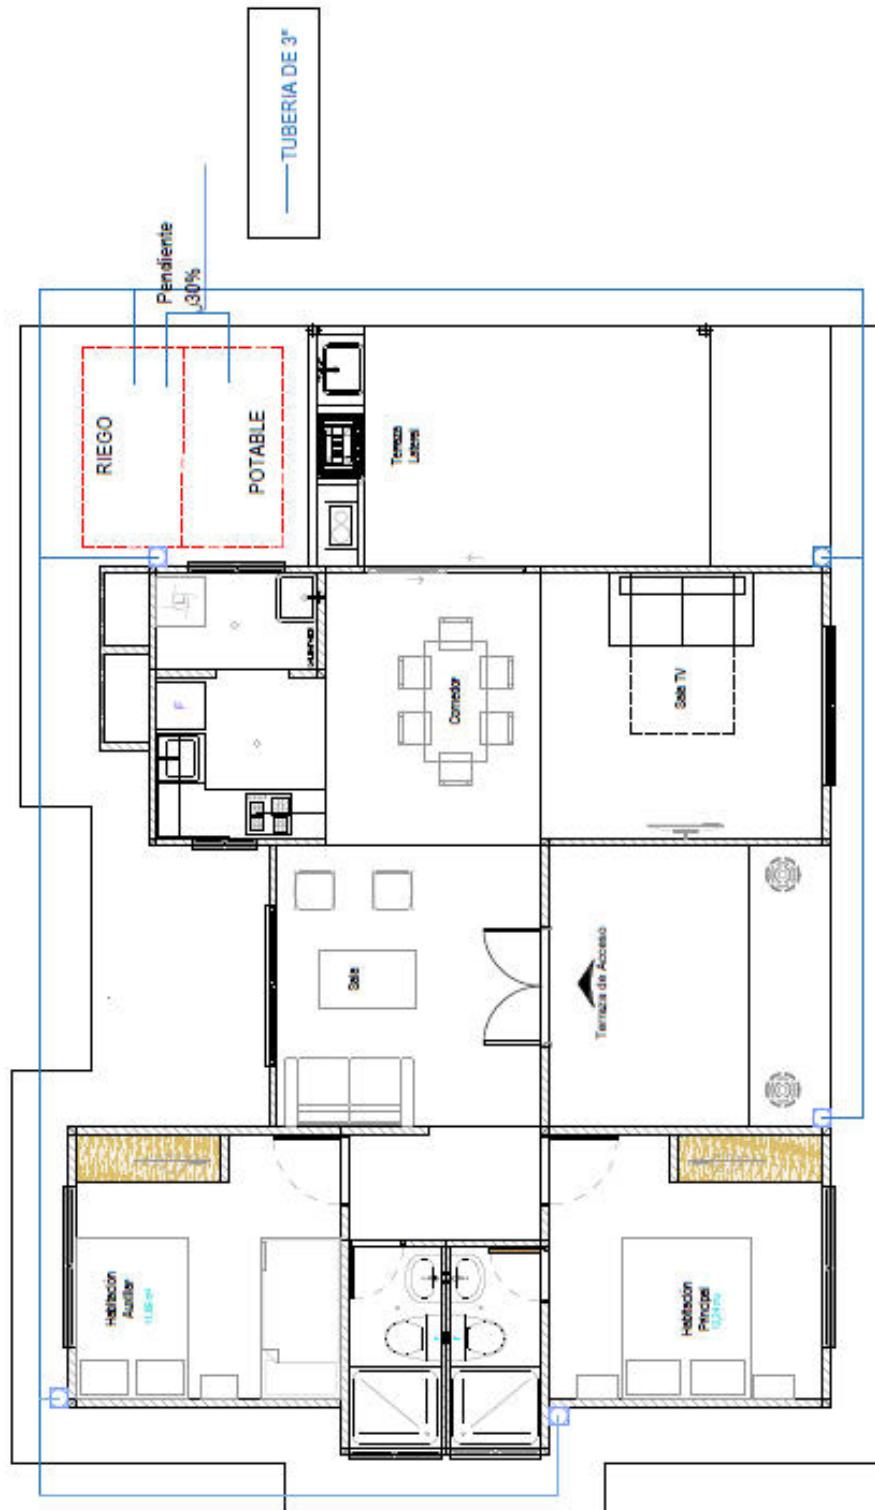 TUBERIA DE 3"
Pendiente
30%
RIEGO
POTABLE
Terraza
Lateral
F
Comedor
Sala TV
Sala
Terraza de Acceso
Habitación
Auxiliar
Habitación
Principal